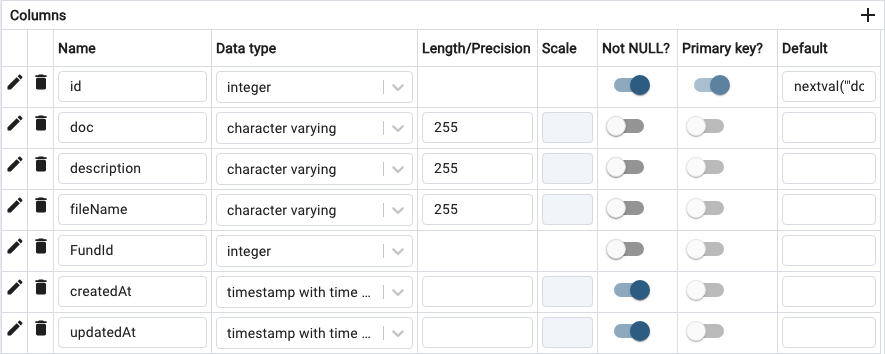 Columns
Name Data type Length/Precision Scale Not NULL? Primary key? Default
id integer nextval('"dc
doc character varying 255
description character varying 255
fileName character varying 255
FundId integer
createdAt timestamp with time ...
updatedAt timestamp with time ...